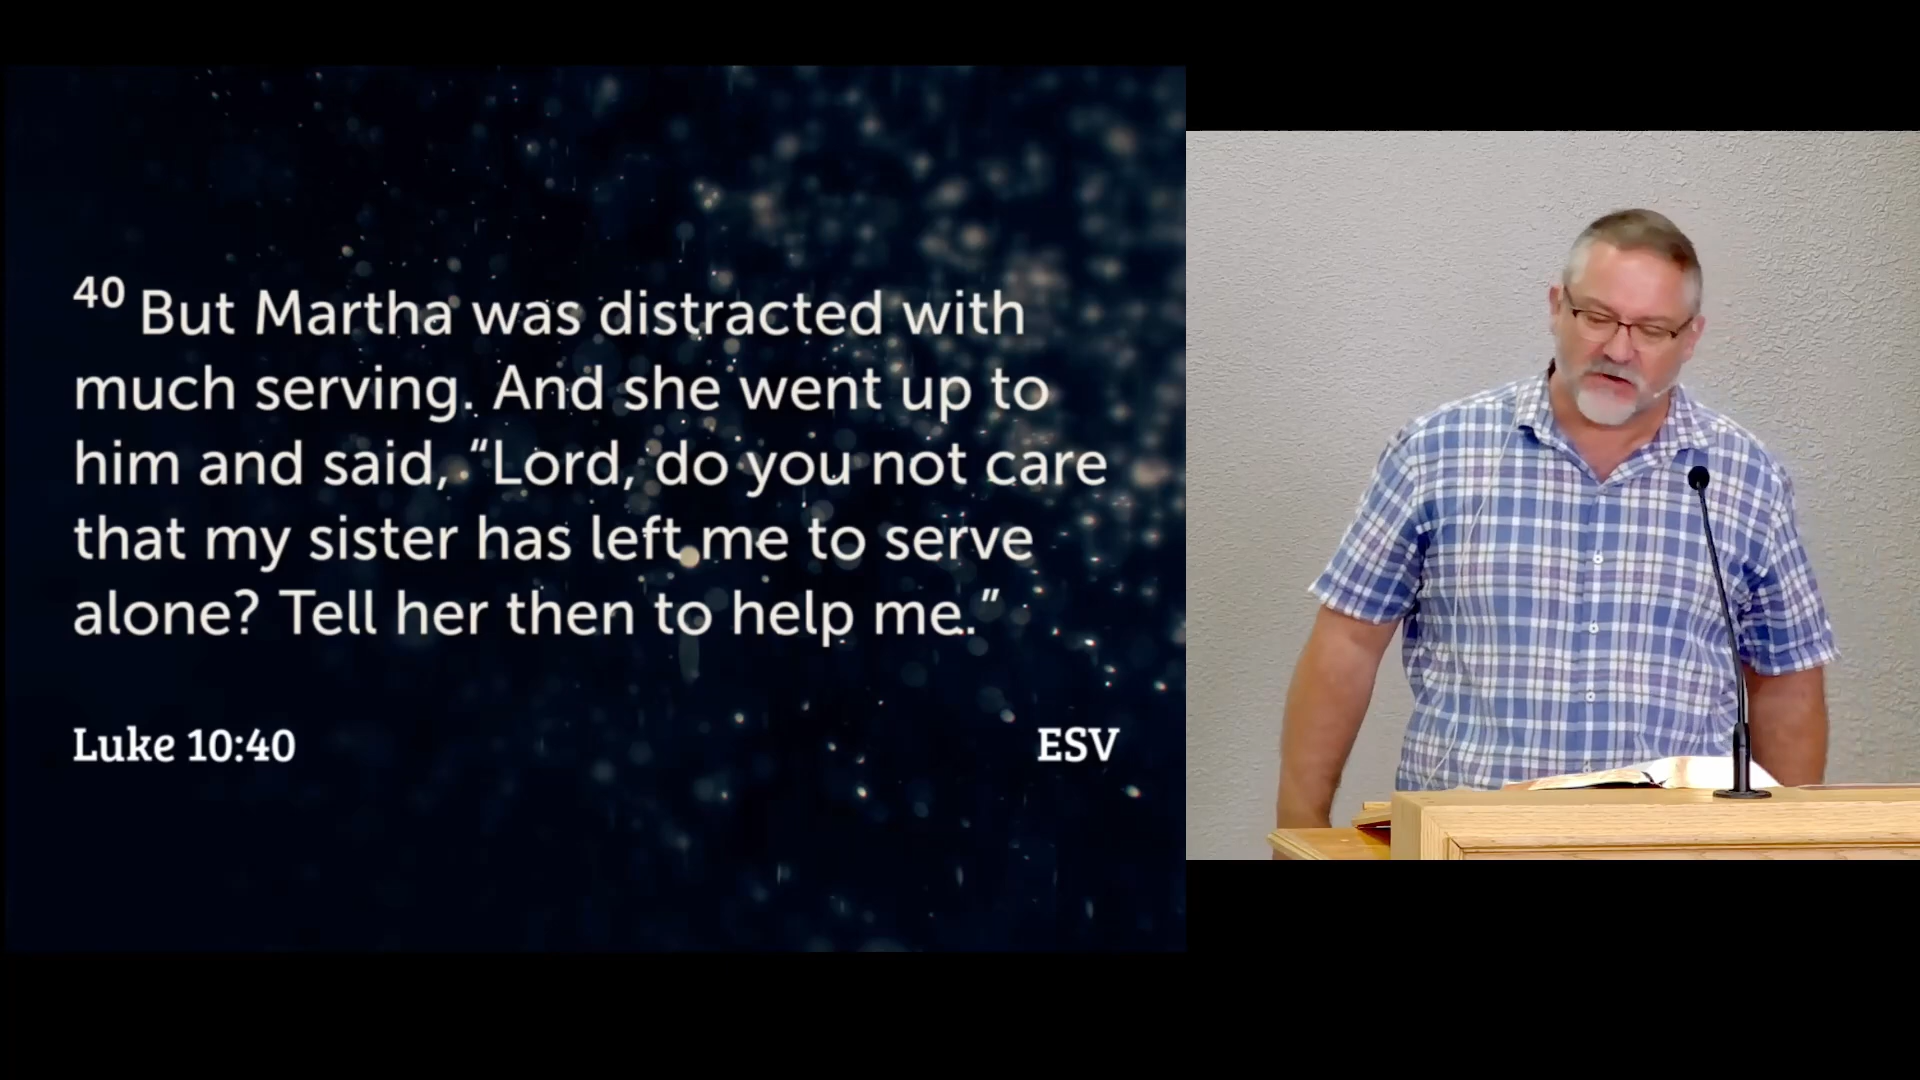 40 But Martha was distracted with
much serving. And she went up to
him and said, “Lord, do you not care
that my sister has left me to serve
alone? Tell her then to help me.”
Luke 10:40 ESV